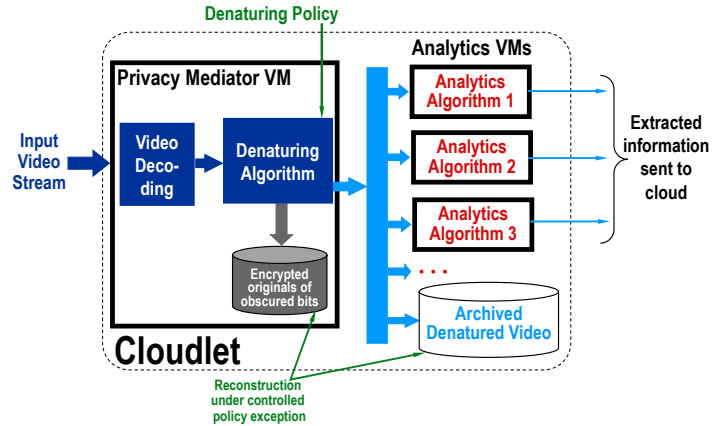 Denaturing Policy
Analytics VMs
Privacy Mediator VM
Input
Video
Stream
Video
Deco-
ding
Denaturing
Algorithm
Encrypted
originals of
obscured bits
Analytics
Algorithm 1
Analytics
Algorithm 2
Analytics
Algorithm 3
. . .
Archived
Denatured Video
Extracted
information
sent to
cloud
Cloudlet
Reconstruction
under controlled
policy exception